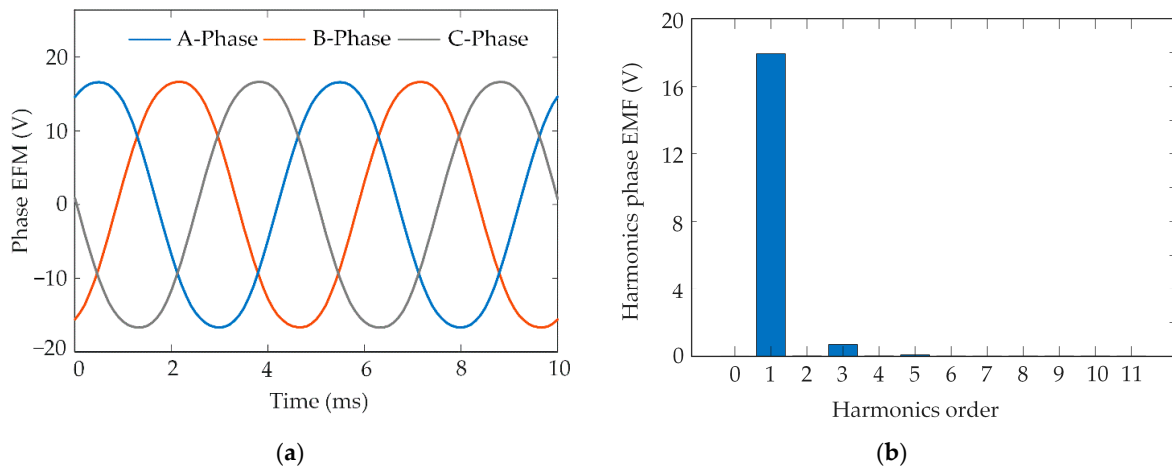 A-Phase B-Phase C-Phase
20
10
0
−10
−20
Phase EFM (V)
0 2 4 6 8 10
Time (ms)
(a)
20
16
12
8
4
0
Harmonics phase EMF (V)
0 1 2 3 4 5 6 7 8 9 10 11
Harmonics order
(b)